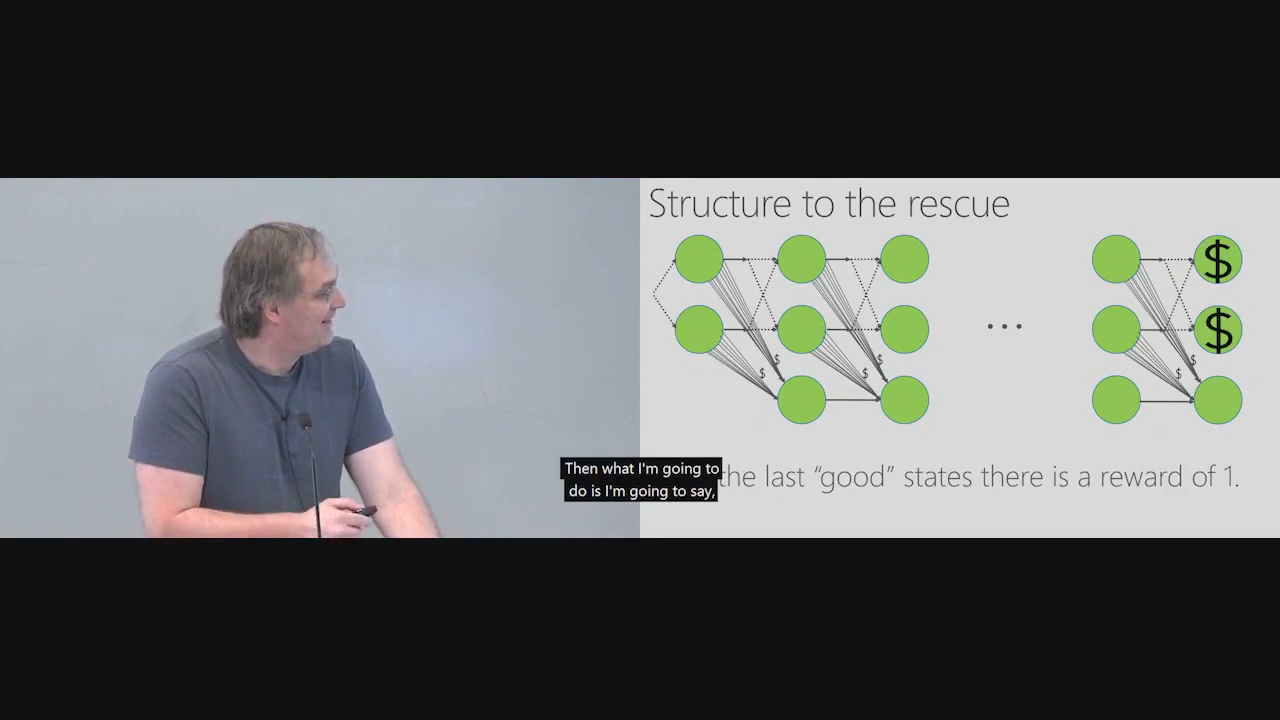 Structure to the rescue
$ $
$ $ $
$ $ $
...
Then what I'm going to
do is I'm going to say,
the last “good” states there is a reward of 1.